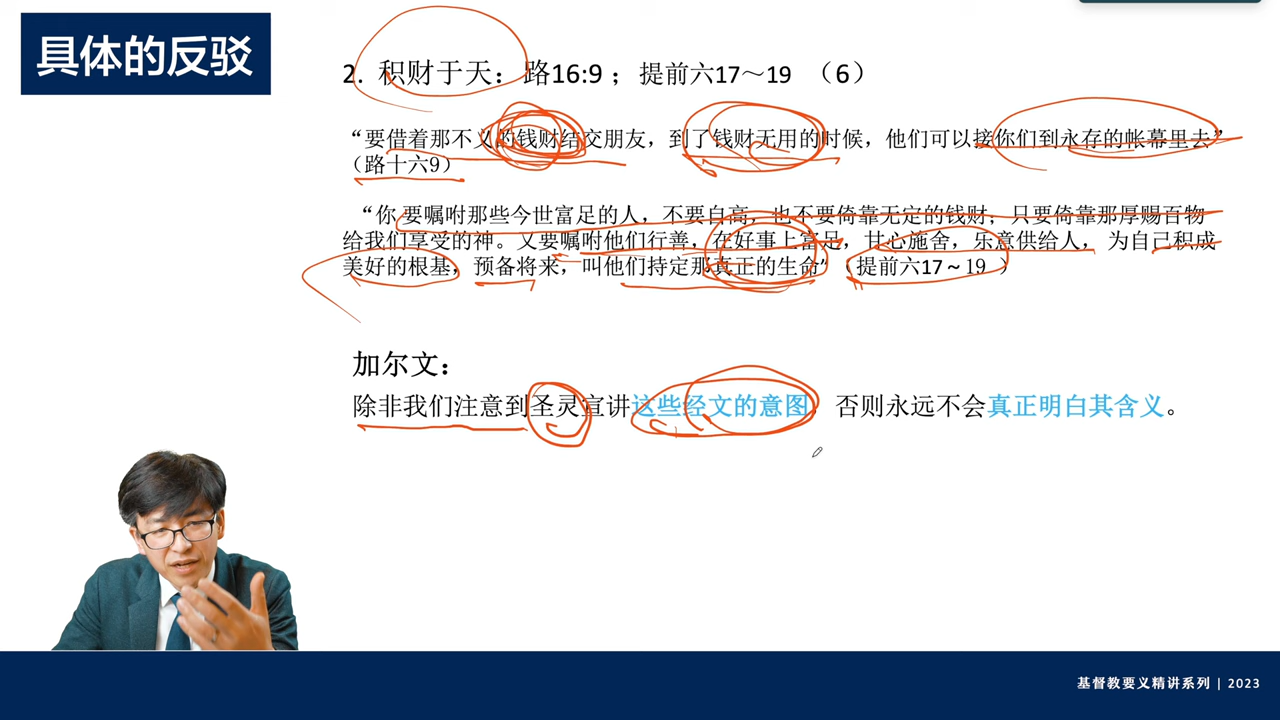 具体的反驳
2. 积财于天：路16:9；提前六17～19 （6）
“要借着那不义的钱财结交朋友，到了钱财无用的时候，他们可以接你们到永存的帐幕里去”
（路十六9）
“你 要嘱咐那些今世富足的人，不要自高，也不要倚靠无定的钱财；只要倚靠那厚赐百物
给我们享受的神。又要嘱咐他们行善，在好事上富足，甘心施舍，乐意供给人， 为自己积成
美好的根基，预备将来，叫他们持定那真正的生命”（提前六17～19 ）
加尔文：
除非我们注意到圣灵宣讲这些经文的意图，否则永远不会真正明白其含义。
基督教要义精讲系列 | 2023